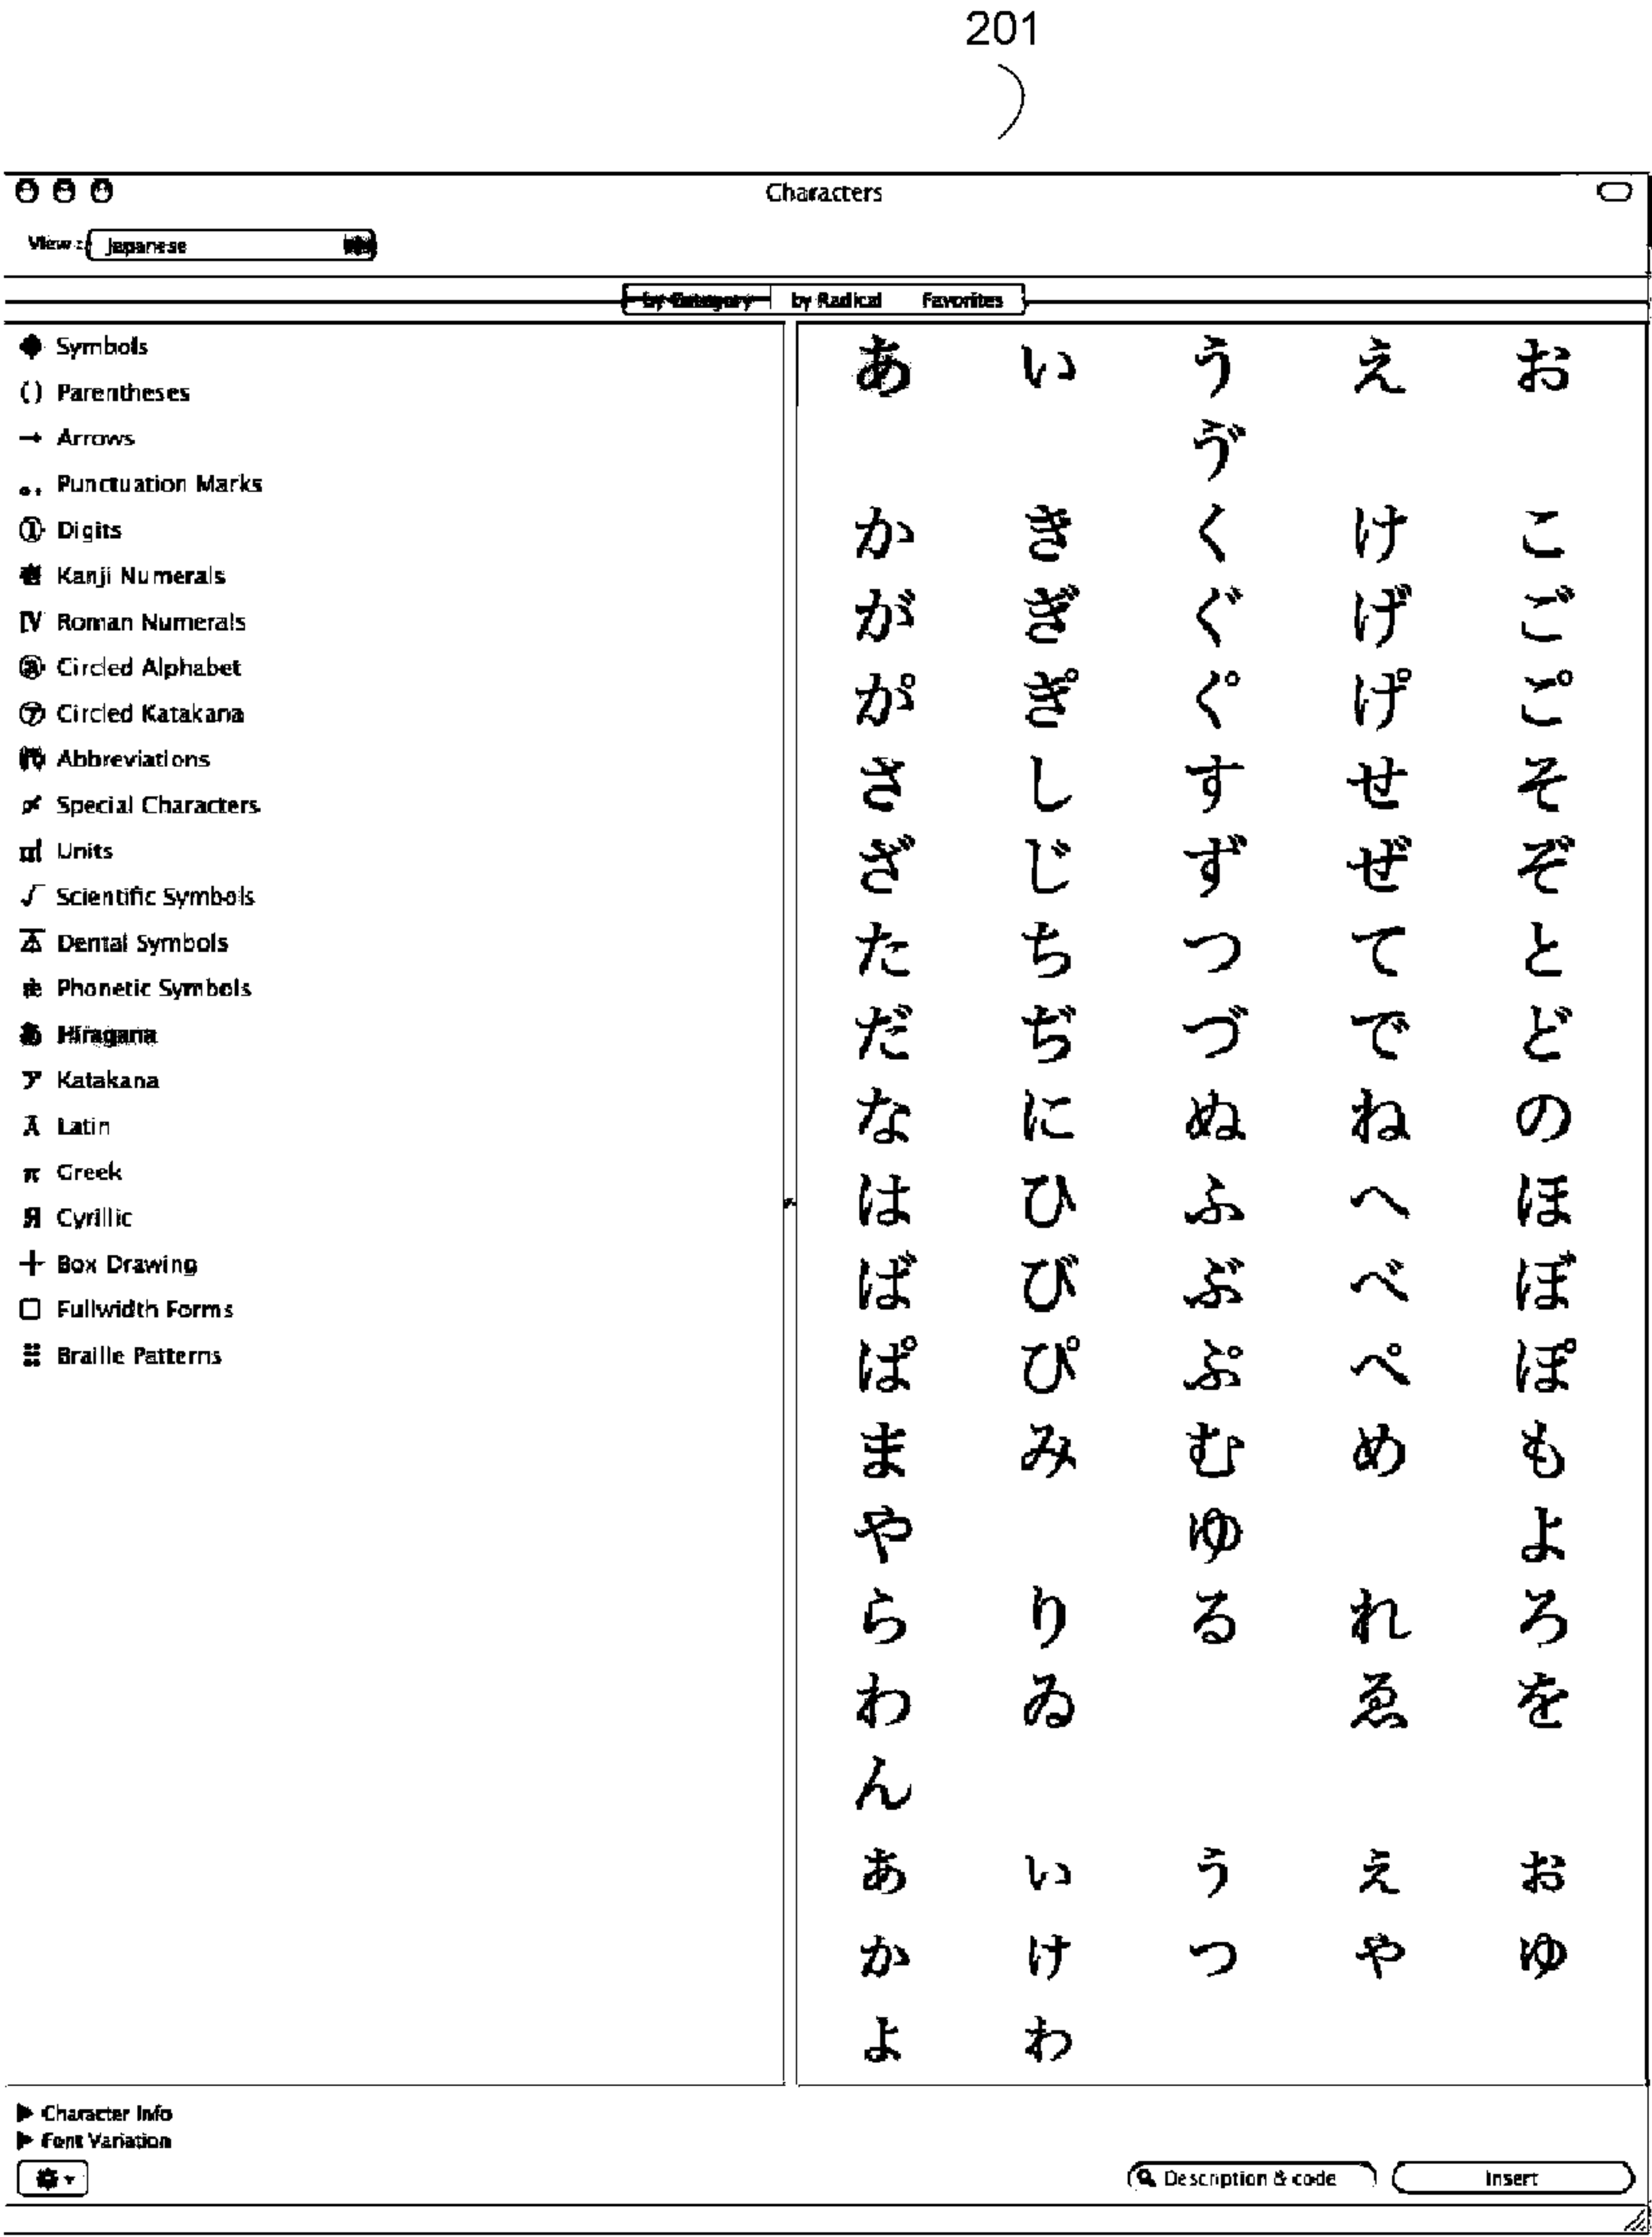 201
Characters
View: Japanese
by Category by Radical Favorites
Symbols
() Parentheses
→ Arrows
Punctuation Marks
① Digits
Kanji Numerals
IV Roman Numerals
ⓐ Circled Alphabet
㋐ Circled Katakana
Abbreviations
Special Characters
Units
√ Scientific Symbols
Dental Symbols
Phonetic Symbols
あ Hiragana
ア Katakana
Latin
π Greek
Я Cyrillic
Box Drawing
Fullwidth Forms
Braille Patterns
あ い う え お
ゔ
か き く け こ
が ぎ ぐ げ ご
か゚ き゚ く゚ け゚ こ゚
さ し す せ そ
ざ じ ず ぜ ぞ
た ち つ て と
だ ぢ づ で ど
な に ぬ ね の
は ひ ふ へ ほ
ば び ぶ べ ぼ
ぱ ぴ ぷ ぺ ぽ
ま み む め も
や ゆ よ
ら り る れ ろ
わ ゐ ゑ を
ん
ぁ ぃ ぅ ぇ ぉ
ゕ ゖ っ ゃ ゅ
ょ ゎ
Character Info
Font Variation
Description & code Insert